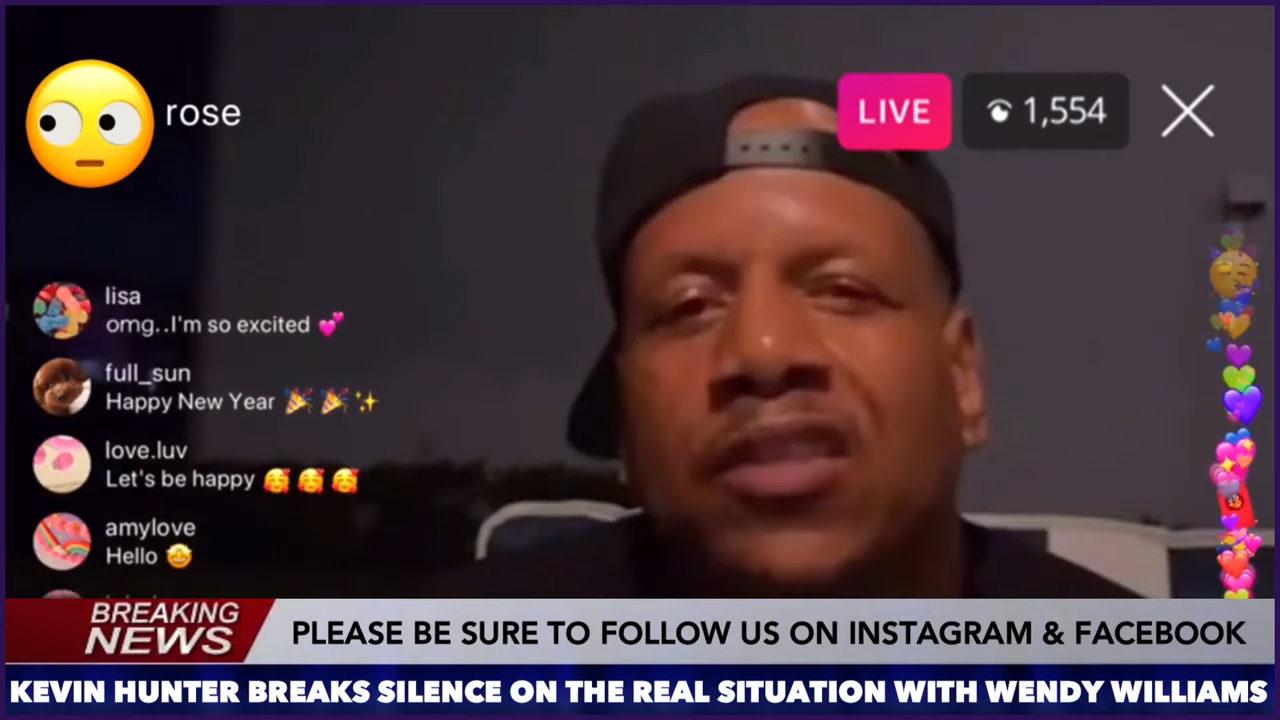 rose
LIVE
1,554
lisa
omg..I'm so excited 💕
full_sun
Happy New Year 🎉 🎉✨
love.luv
Let's be happy 🥰 🥰 🥰
amylove
Hello 🤩
BREAKING
NEWS
PLEASE BE SURE TO FOLLOW US ON INSTAGRAM & FACEBOOK
KEVIN HUNTER BREAKS SILENCE ON THE REAL SITUATION WITH WENDY WILLIAMS